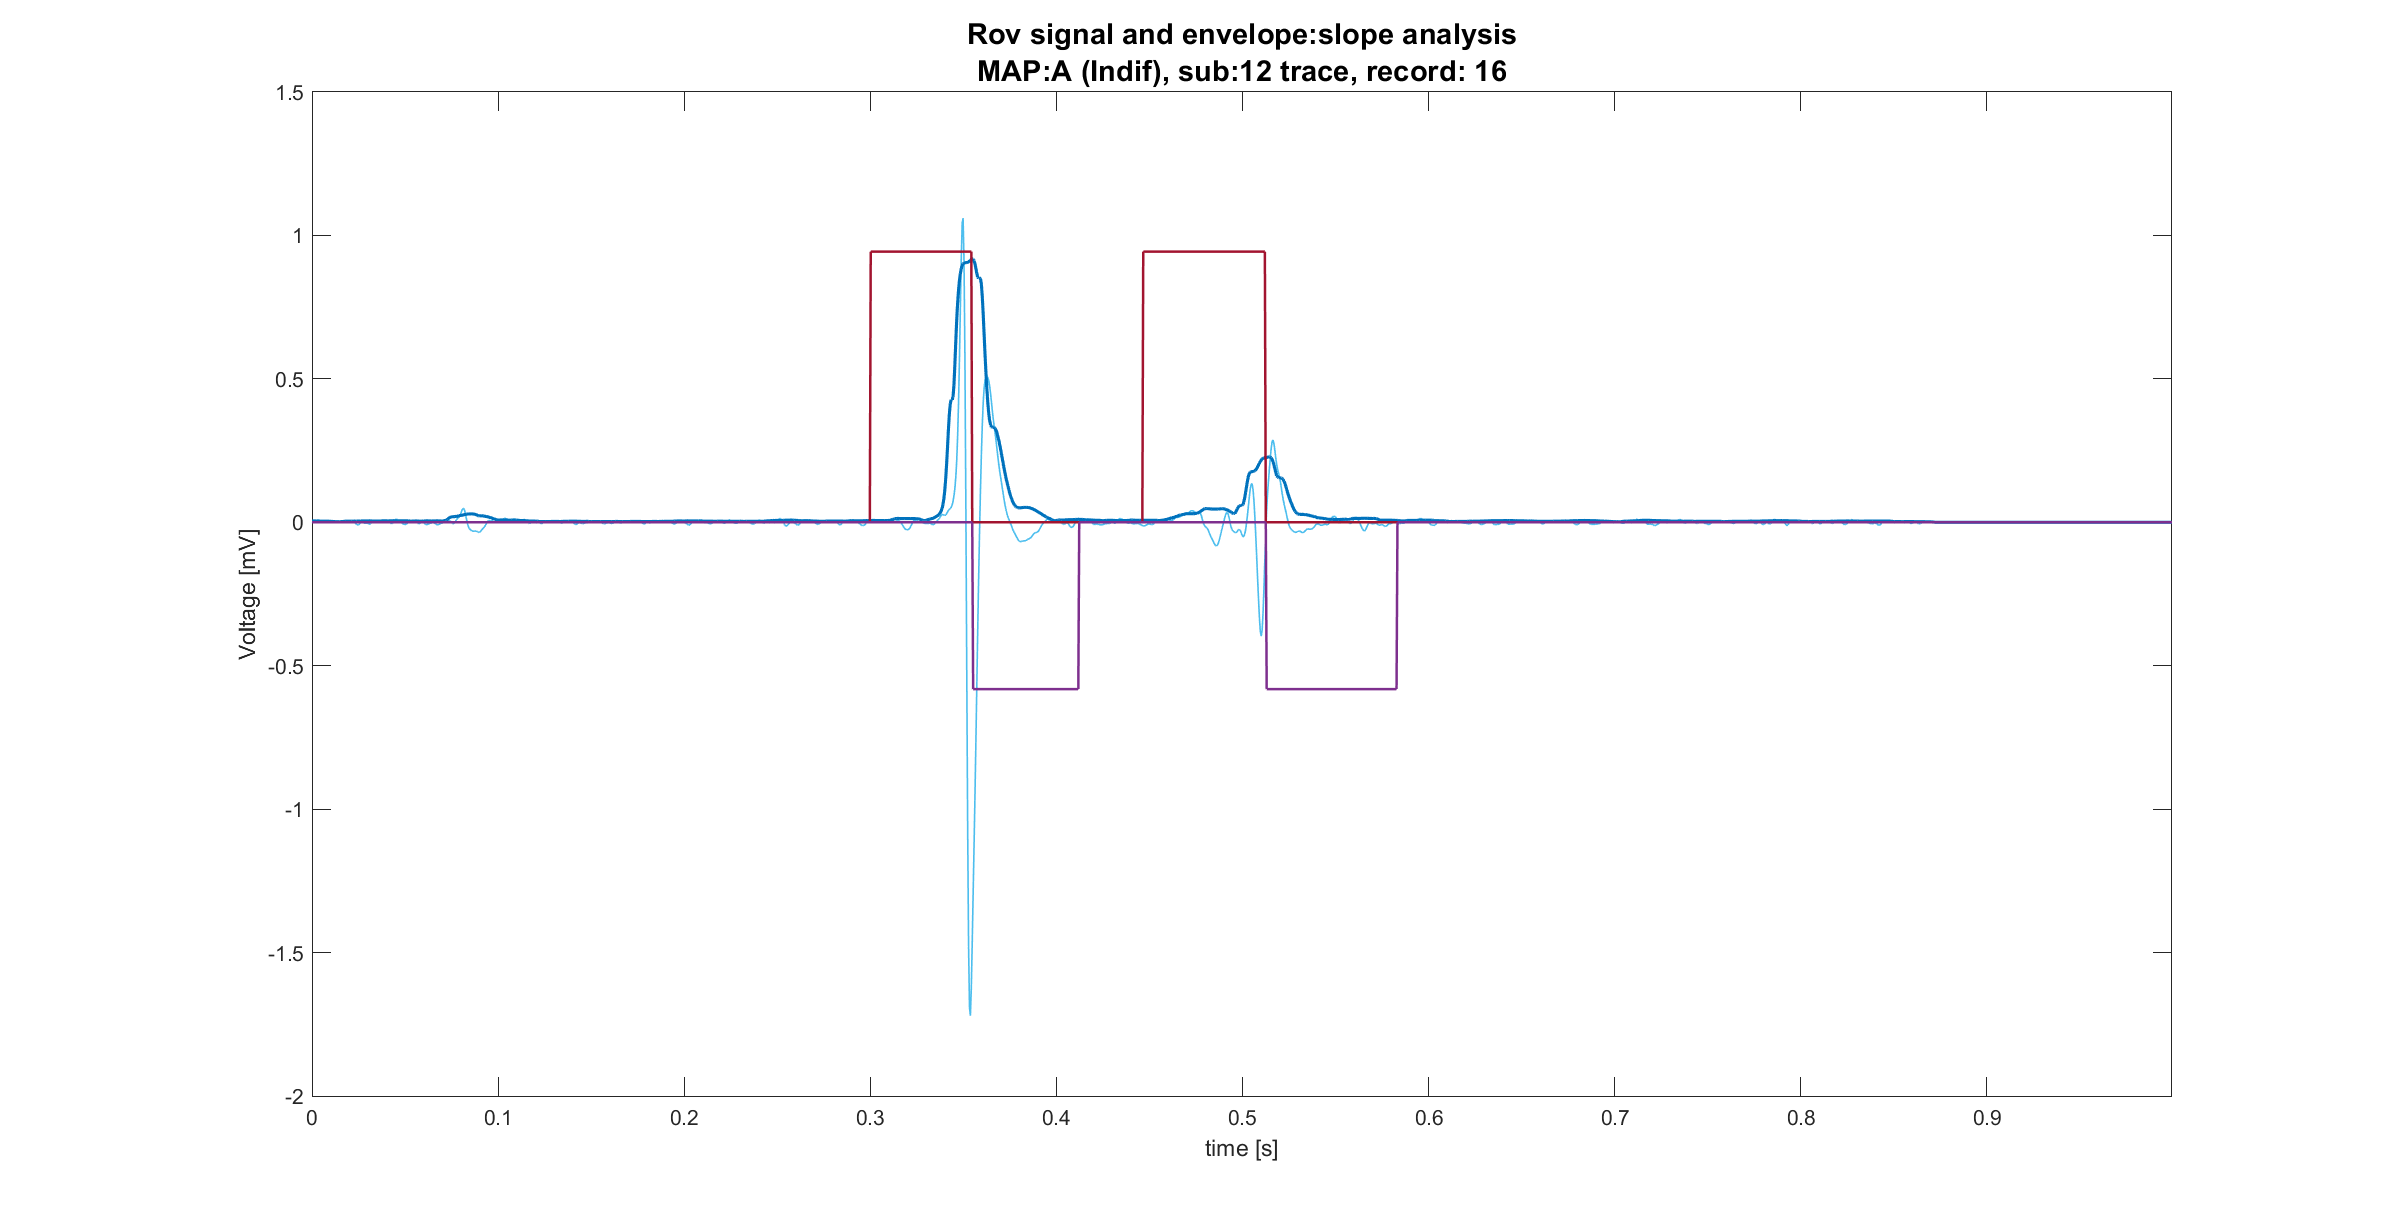 Rov signal and envelope:slope analysis
MAP:A (Indif), sub:12 trace, record: 16
1.5
1
0.5
0
-0.5
-1
-1.5
-2
Voltage [mV]
0 0.1 0.2 0.3 0.4 0.5 0.6 0.7 0.8 0.9
time [s]